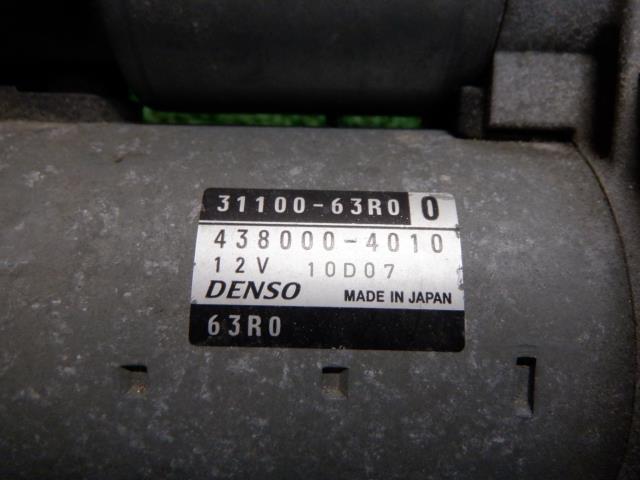 31100-63R0 0
438000-4010
12V 10D07
DENSO MADE IN JAPAN
63R0